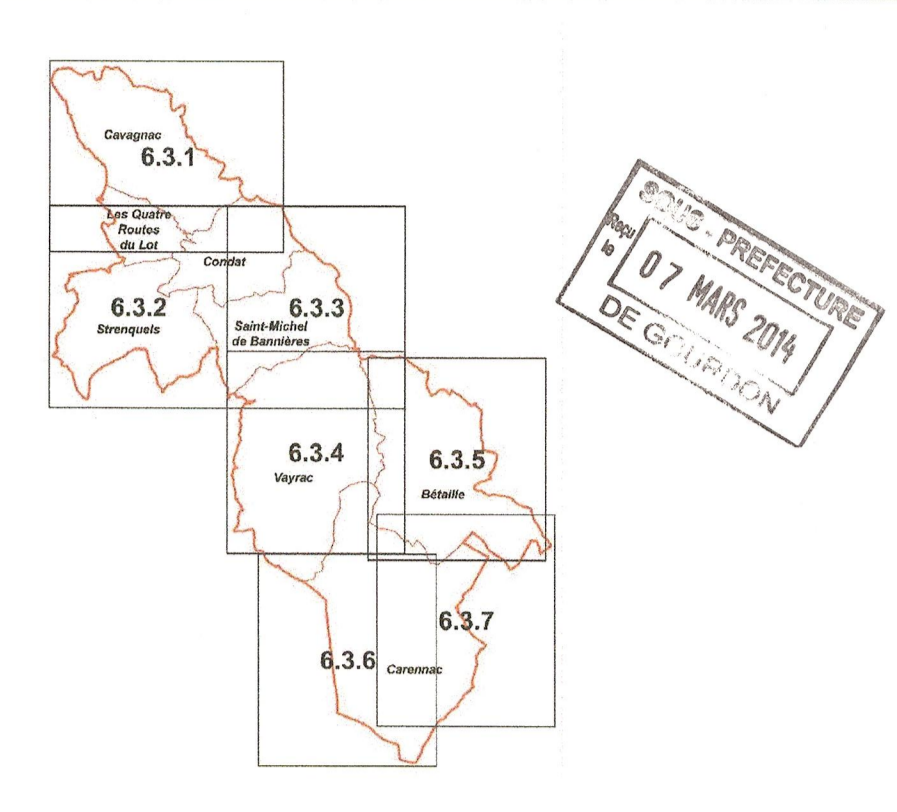 Cavagnac
6.3.1
Les Quatre
Routes
du Lot
Condat
6.3.2
Strenquels
6.3.3
Saint-Michel
de Bannières
6.3.4
Vayrac
6.3.5
Bétaille
6.3.7
6.3.6
Carennac
SOUS - PREFECTURE
Reçu
le
07 MARS 2014
DE GOURDON